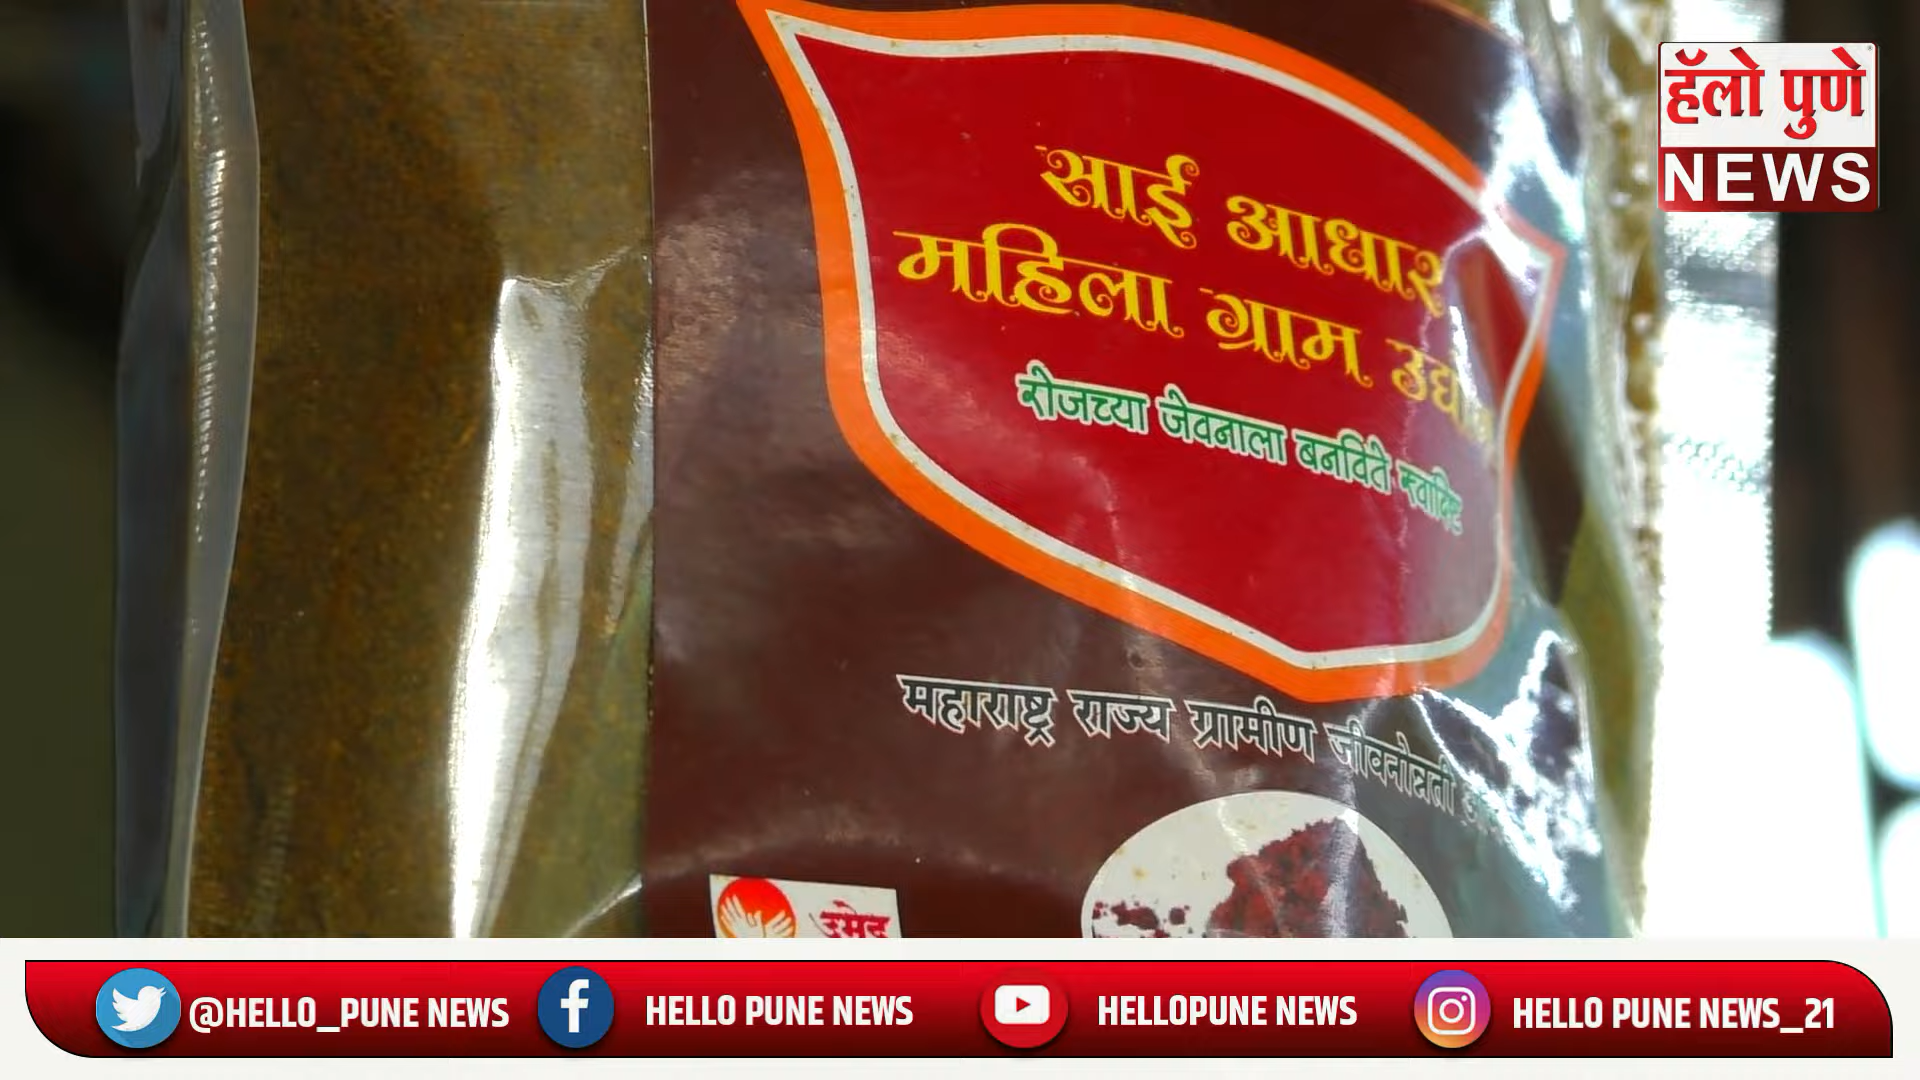 हॅलो पुणे
NEWS
साई आधार
महिला ग्राम
रोजच्या जेवनाला बनविते स्वादिष्ट
महाराष्ट्र राज्य ग्रामीण जीवनोन्नती
उमेद
@HELLO_PUNE NEWS
HELLO PUNE NEWS
HELLOPUNE NEWS
HELLO PUNE NEWS_21